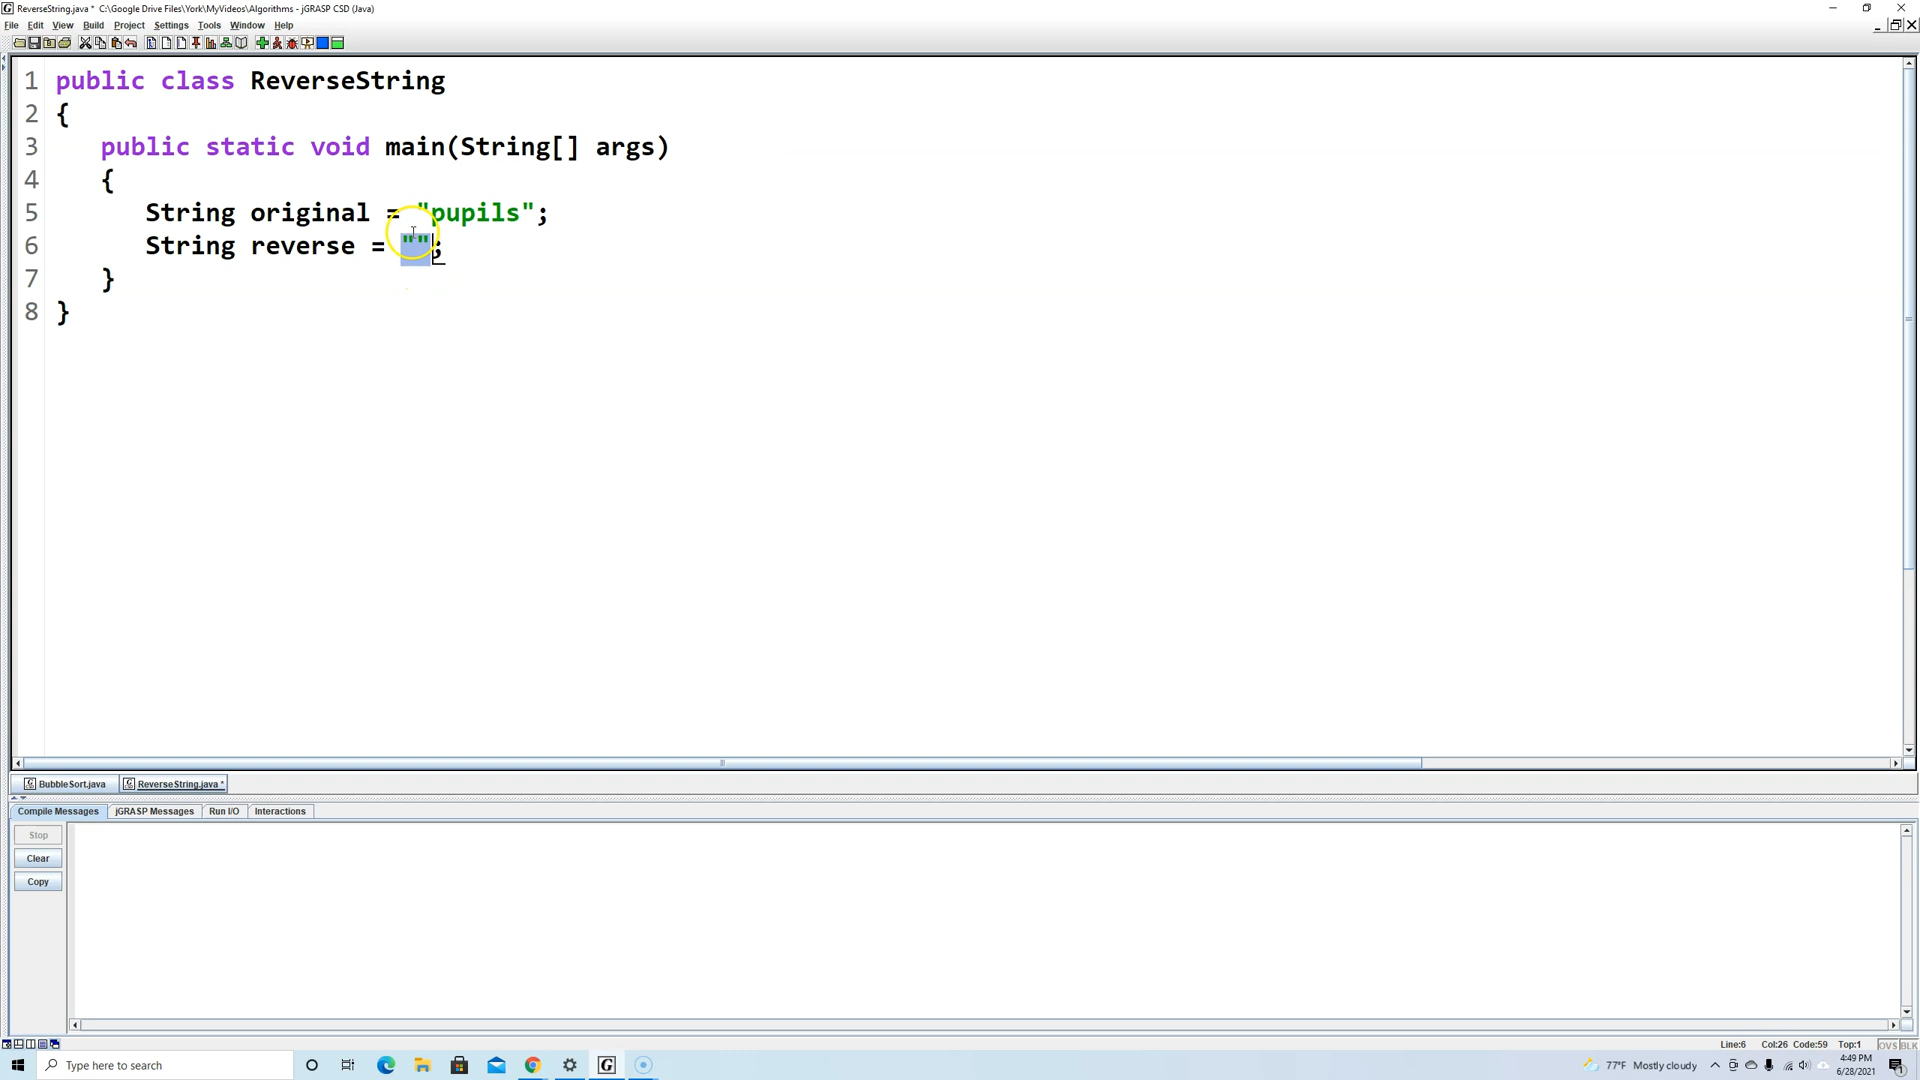 ReverseString.java * C:\Google Drive Files\York\MyVideos\Algorithms - jGRASP CSD (Java)
File Edit View Build Project Settings Tools Window Help
1 public class ReverseString
2 {
3 public static void main(String[] args)
4 {
5 String original = "pupils";
6 String reverse = "";
7 }
8 }
BubbleSort.java ReverseString.java *
Compile Messages jGRASP Messages Run I/O Interactions
Stop
Clear
Copy
Line:6 Col:26 Code:59 Top:1 OVS BLK
Type here to search
77°F Mostly cloudy
4:49 PM
6/28/2021